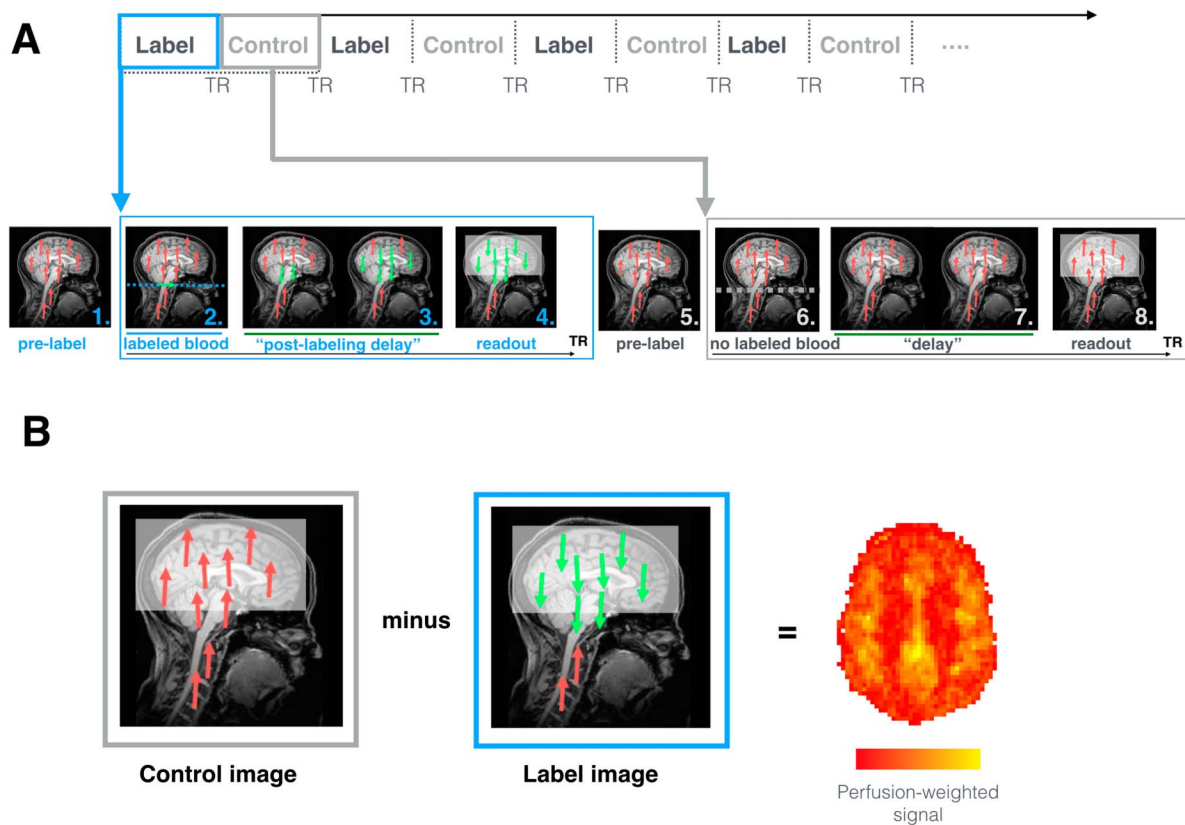 A
Label Control Label Control Label Control Label Control ....
TR TR TR TR TR TR TR
1. 2. 3. 4. 5. 6. 7. 8.
pre-label labeled blood “post-labeling delay” readout TR pre-label no labeled blood “delay” readout TR
B
minus =
Control image Label image
Perfusion-weighted
signal